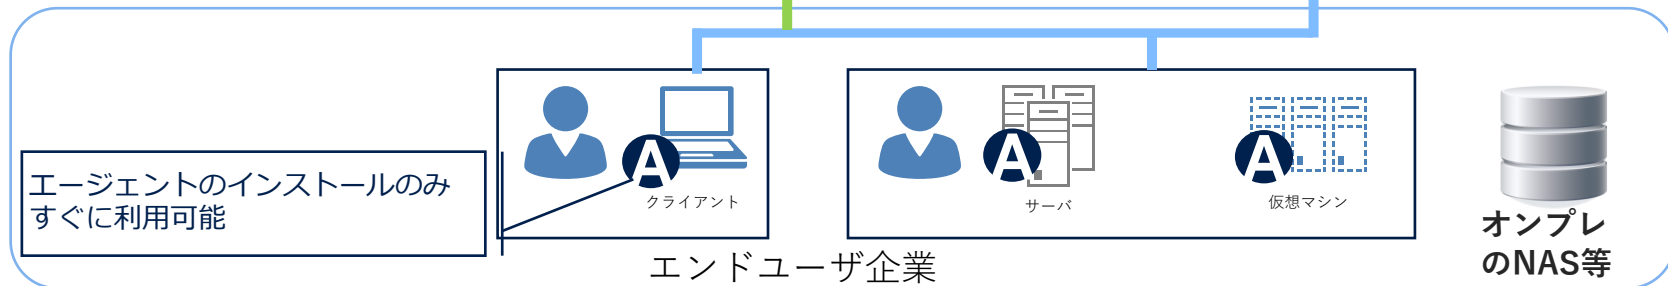 エージェントのインストールのみ
すぐに利用可能
A
クライアント
A
サーバ
A
仮想マシン
オンプレ
のNAS等
エンドユーザ企業